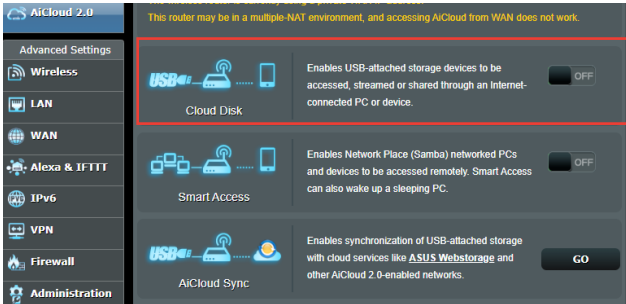 AiCloud 2.0
This router may be in a multiple-NAT environment, and accessing AiCloud from WAN does not work.
Advanced Settings
Wireless
LAN
WAN
Alexa & IFTTT
IPv6
VPN
Firewall
Administration
USB
Cloud Disk
Enables USB-attached storage devices to be
accessed, streamed or shared through an Internet-
connected PC or device.
OFF
Smart Access
Enables Network Place (Samba) networked PCs
and devices to be accessed remotely. Smart Access
can also wake up a sleeping PC.
OFF
USB
AiCloud Sync
Enables synchronization of USB-attached storage
with cloud services like ASUS Webstorage and
other AiCloud 2.0-enabled networks.
GO